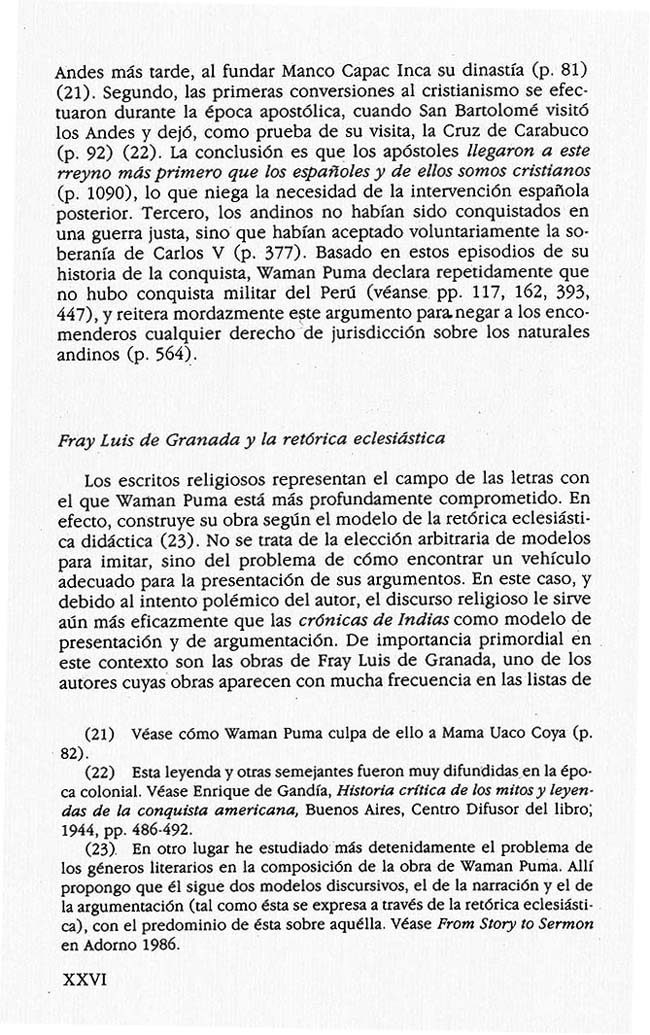 Andes más tarde, al fundar Manco Capac Inca su dinastía (p. 81)
(21). Segundo, las primeras conversiones al cristianismo se efec-
tuaron durante la época apostólica, cuando San Bartolomé visitó
los Andes y dejó, como prueba de su visita, la Cruz de Carabuco
(p. 92) (22). La conclusión es que los apóstoles llegaron a este
rreyno más primero que los españoles y de ellos somos cristianos
(p. 1090), lo que niega la necesidad de la intervención española
posterior. Tercero, los andinos no habían sido conquistados en
una guerra justa, sino que habían aceptado voluntariamente la so-
beranía de Carlos V (p. 377). Basado en estos episodios de su
historia de la conquista, Waman Puma declara repetidamente que
no hubo conquista militar del Perú (véanse pp. 117, 162, 393,
447), y reitera mordazmente este argumento para negar a los enco-
menderos cualquier derecho de jurisdicción sobre los naturales
andinos (p. 564).
Fray Luis de Granada y la retórica eclesiástica
Los escritos religiosos representan el campo de las letras con
el que Waman Puma está más profundamente comprometido. En
efecto, construye su obra según el modelo de la retórica eclesiásti-
ca didáctica (23). No se trata de la elección arbitraria de modelos
para imitar, sino del problema de cómo encontrar un vehículo
adecuado para la presentación de sus argumentos. En este caso, y
debido al intento polémico del autor, el discurso religioso le sirve
aún más eficazmente que las crónicas de Indias como modelo de
presentación y de argumentación. De importancia primordial en
este contexto son las obras de Fray Luis de Granada, uno de los
autores cuyas obras aparecen con mucha frecuencia en las listas de
(21) Véase cómo Waman Puma culpa de ello a Mama Uaco Coya (p.
82).
(22) Esta leyenda y otras semejantes fueron muy difundidas en la épo-
ca colonial. Véase Enrique de Gandía, Historia crítica de los mitos y leyen-
das de la conquista americana, Buenos Aires, Centro Difusor del libro,
1944, pp. 486-492.
(23) En otro lugar he estudiado más detenidamente el problema de
los géneros literarios en la composición de la obra de Waman Puma. Allí
propongo que él sigue dos modelos discursivos, el de la narración y el de
la argumentación (tal como ésta se expresa a través de la retórica eclesiásti-
ca), con el predominio de ésta sobre aquélla. Véase From Story to Sermon
en Adorno 1986.
XXVI